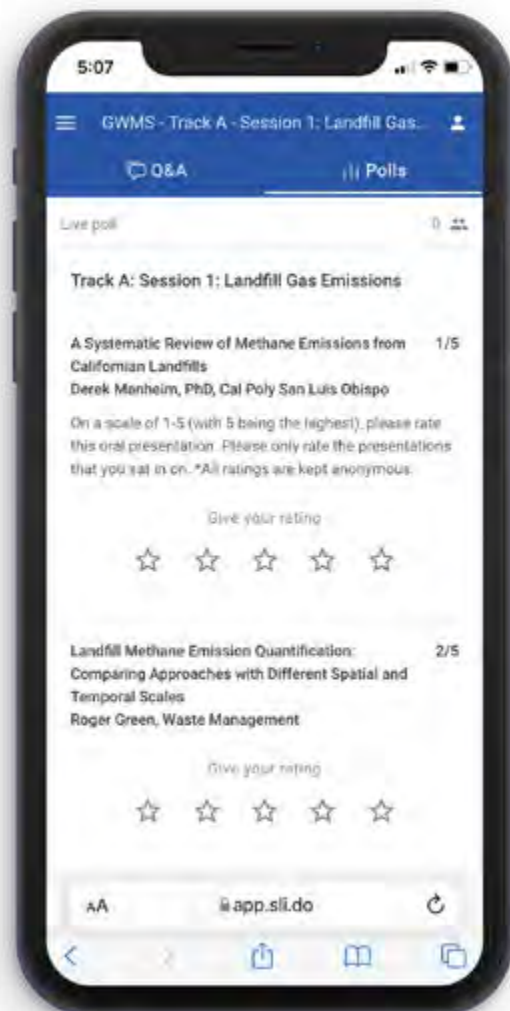 5:07
GWMS - Track A - Session 1: Landfill Gas.
Q&A
Polls
Live poll
0
Track A: Session 1: Landfill Gas Emissions
A Systematic Review of Methane Emissions from 1/5
Californian Landfills
Derek Manheim, PhD, Cal Poly San Luis Obispo
On a scale of 1-5 (with 5 being the highest), please rate
this oral presentation. Please only rate the presentations
that you sat in on. *All ratings are kept anonymous.
Give your rating
Landfill Methane Emission Quantification: 2/5
Comparing Approaches with Different Spatial and
Temporal Scales
Roger Green, Waste Management
Give your rating
AA app.sli.do